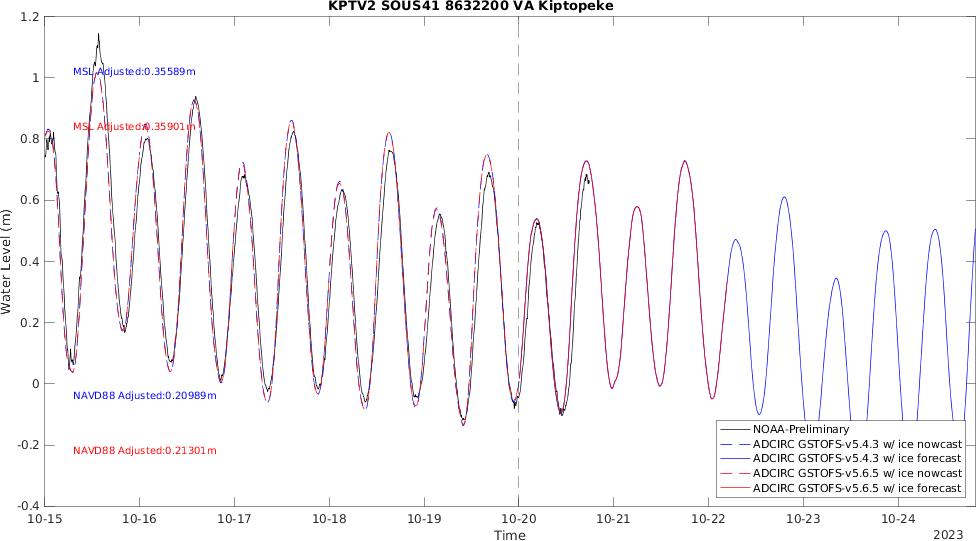 KPTV2 SOUS41 8632200 VA Kiptopeke
1.2
1
0.8
0.6
0.4
0.2
0
-0.2
-0.4
Water Level (m)
MSL Adjusted:0.35589m
MSL Adjusted:0.35901m
NAVD88 Adjusted:0.20989m
NAVD88 Adjusted:0.21301m
NOAA-Preliminary
ADCIRC GSTOFS-v5.4.3 w/ ice nowcast
ADCIRC GSTOFS-v5.4.3 w/ ice forecast
ADCIRC GSTOFS-v5.6.5 w/ ice nowcast
ADCIRC GSTOFS-v5.6.5 w/ ice forecast
10-15 10-16 10-17 10-18 10-19 10-20 10-21 10-22 10-23 10-24
Time
2023